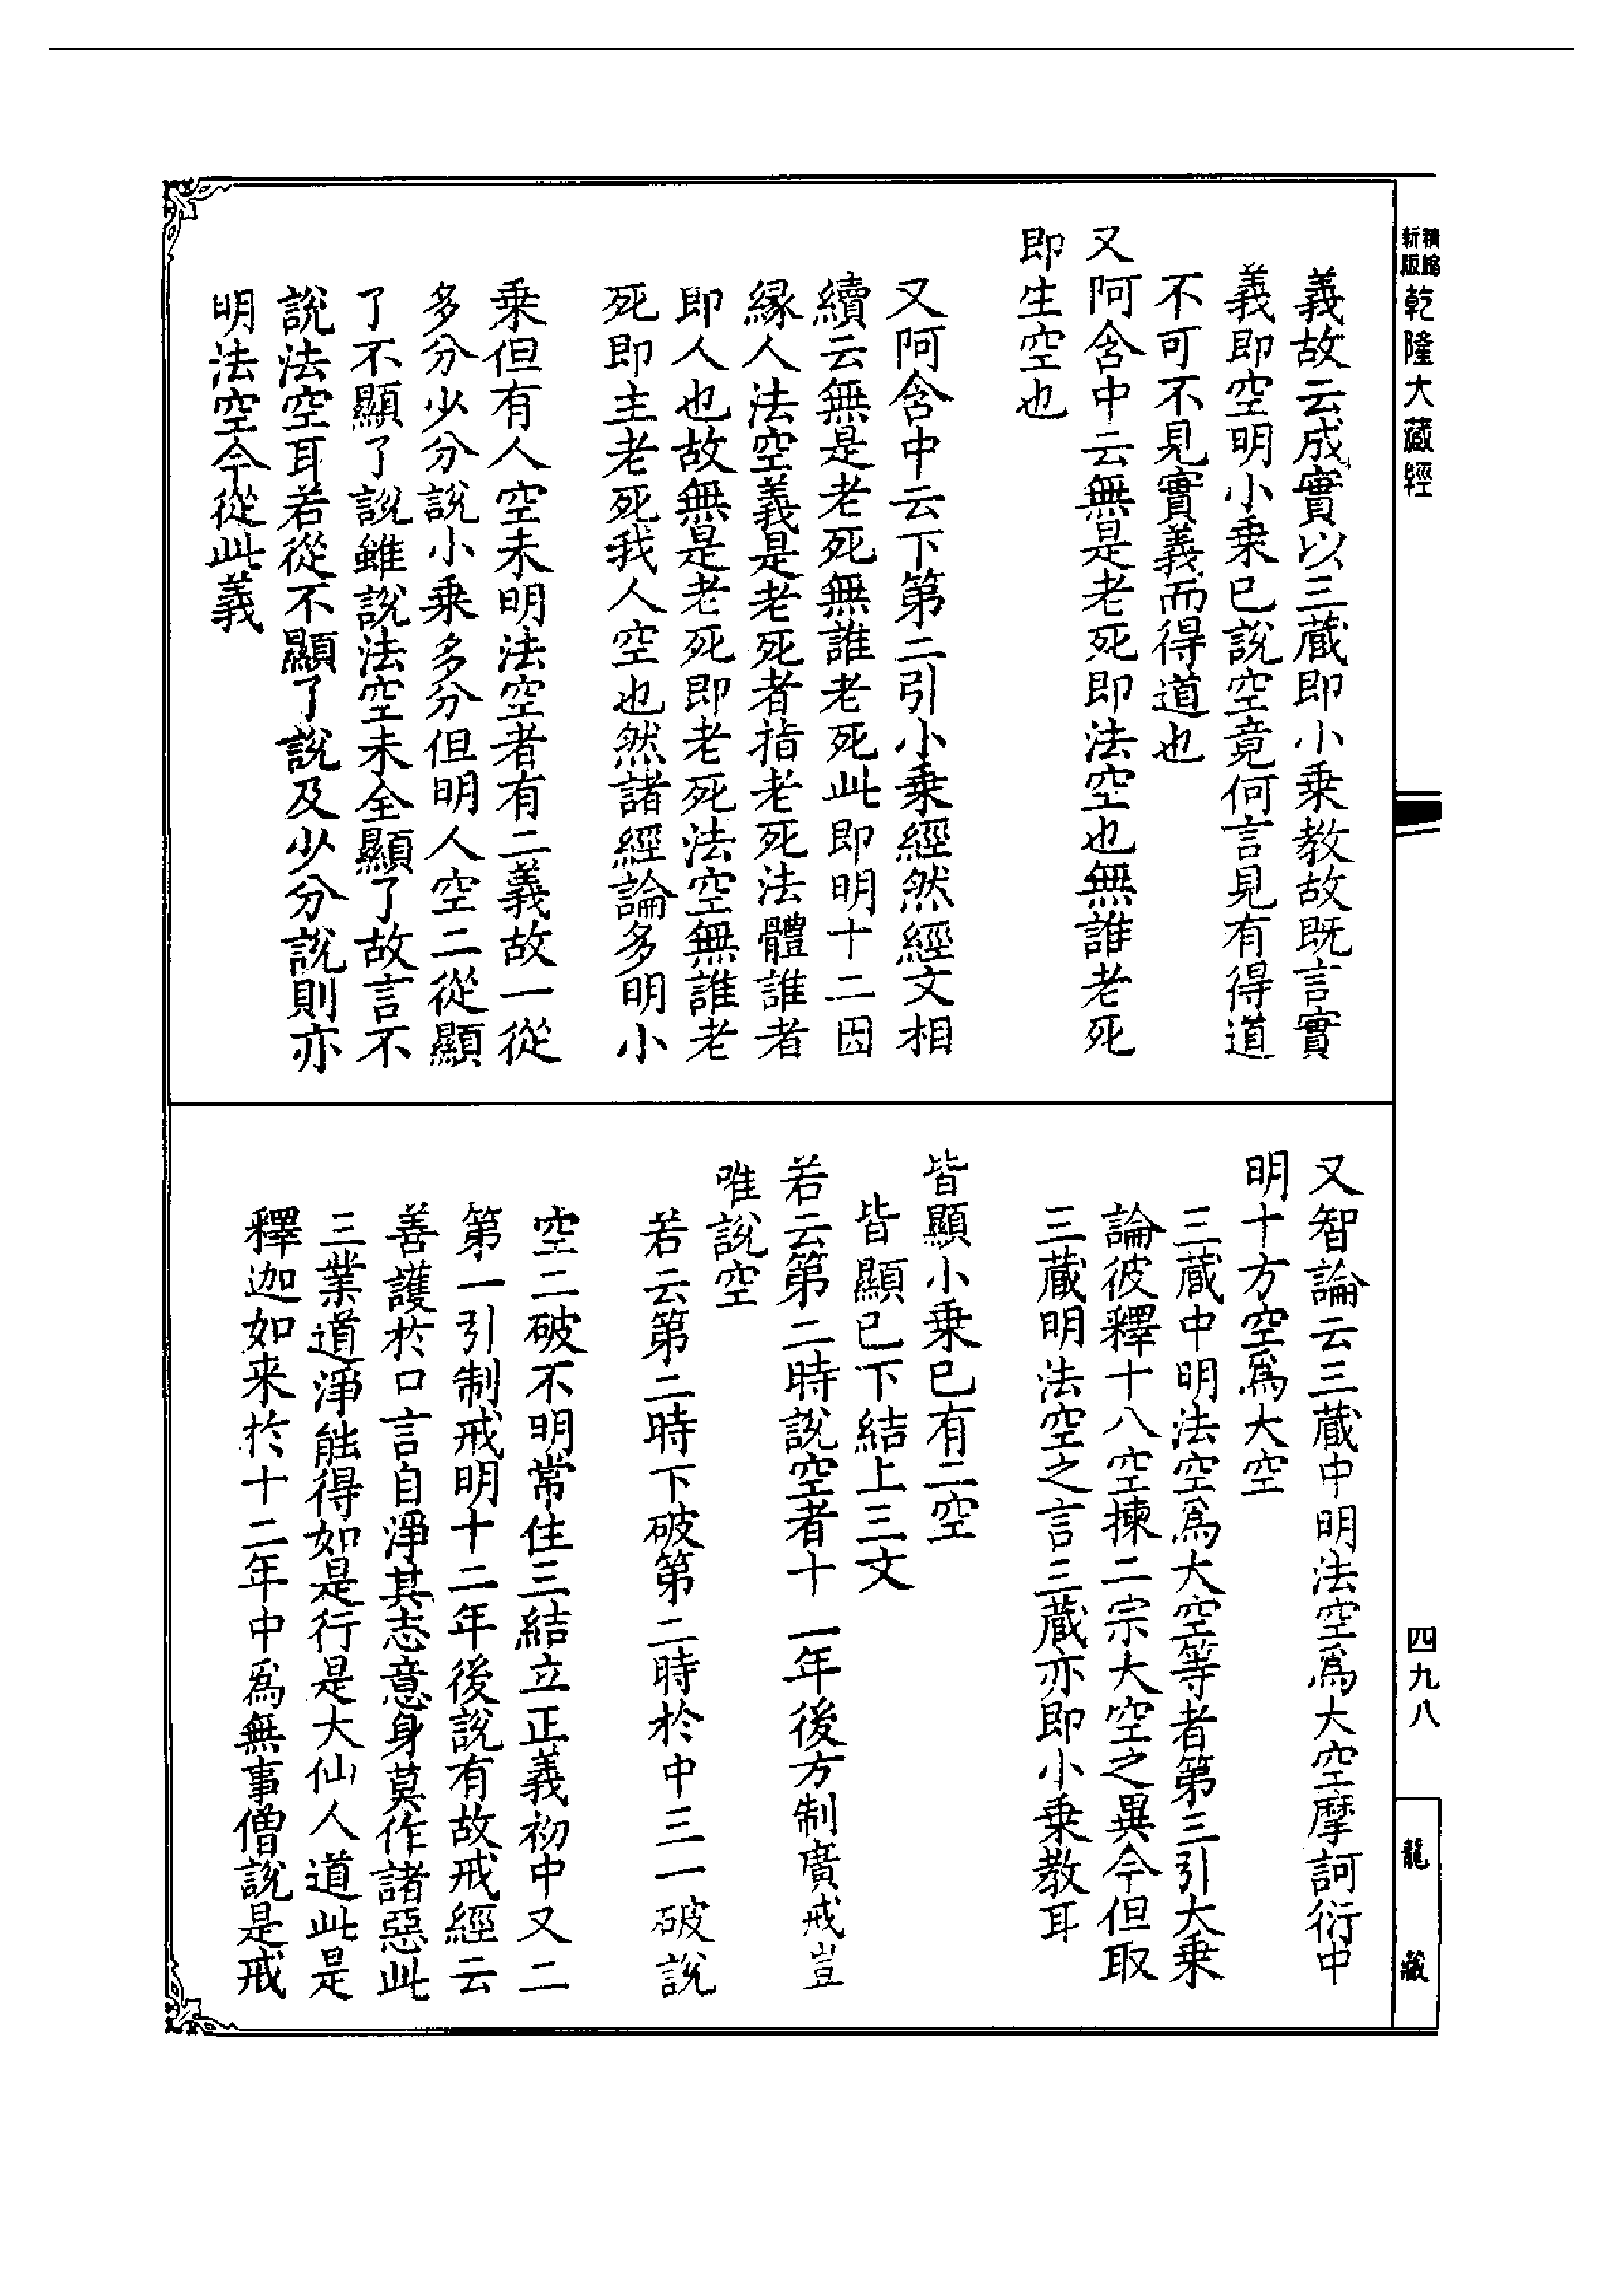 精縮新版乾隆大藏經
義故云成實以三藏即小乘教故既言實
義即空明小乘已說空竟何言見有得道
不可不見實義而得道也
又阿含中云無是老死即法空也無誰老死
即生空也
又阿含中云下第二引小乘經然經文相
續云無是老死無誰老死此即明十二因
緣人法空義是老死者指老死法體誰者
即人也故無是老死即老死法空無誰老
死即主老死我人空也然諸經論多明小
乘但有人空未明法空者有二義故一從
多分少分說小乘多分但明人空二從顯
了不顯了說雖說法空未全顯了故言不
說法空耳若從不顯了說及少分說則亦
明法空今從此義
又智論云三藏中明法空爲大空摩訶衍中
明十方空爲大空
三藏中明法空爲大空等者第三引大乘
論彼釋十八空揀二宗大空之異今但取
三藏明法空之言三藏亦即小乘教耳
皆顯小乘已有二空
皆顯已下結上三文
若云第二時說空者十一年後方制廣戒豈
唯說空
若云第二時下破第二時於中三一破說
空二破不明常住三結立正義初中又二
第一引制戒明十二年後說有故戒經云
善護於口言自淨其志意身莫作諸惡此
三業道淨能得如是行是大仙人道此是
釋迦如來於十二年中爲無事僧說是戒
四九八
龍藏